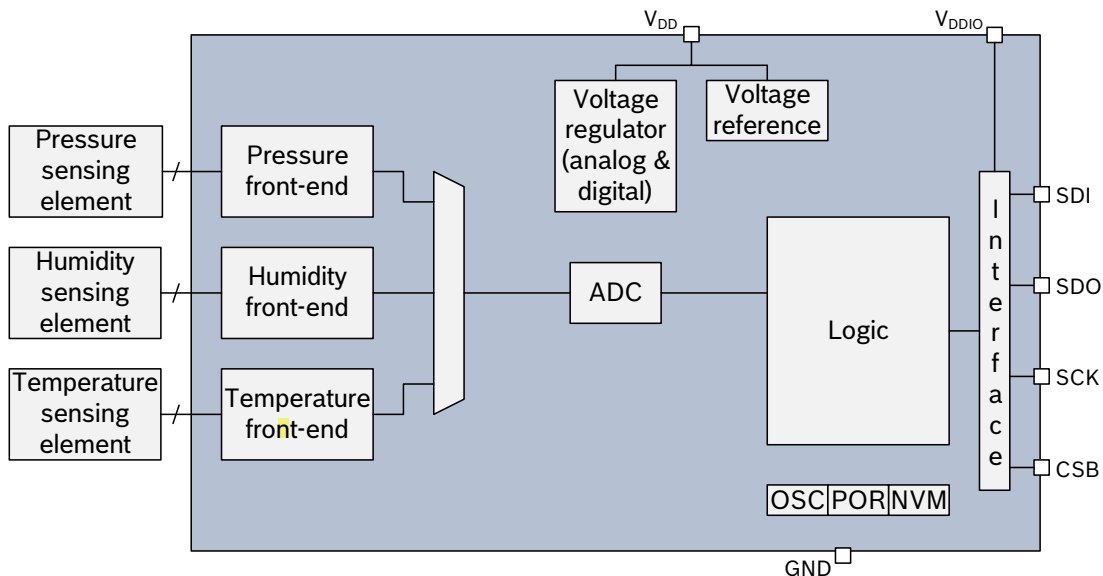 VDD
VDDIO
Pressure
sensing
element
Pressure
front-end
Voltage
regulator
(analog &
digital)
Voltage
reference
Humidity
sensing
element
Humidity
front-end
ADC
Logic
Interface
SDI
SDO
SCK
CSB
Temperature
sensing
element
Temperature
front-end
OSC POR NVM
GND